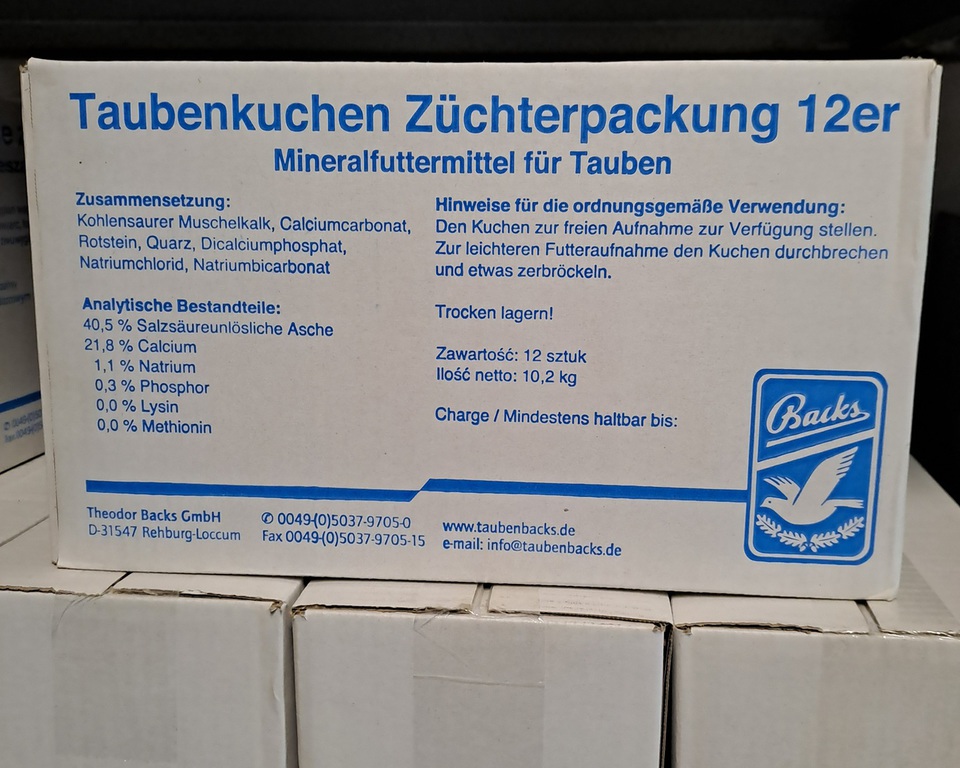 Taubenkuchen Züchterpackung 12er
Mineralfuttermittel für Tauben
Zusammensetzung:
Kohlensaurer Muschelkalk, Calciumcarbonat,
Rotstein, Quarz, Dicalciumphosphat,
Natriumchlorid, Natriumbicarbonat
Analytische Bestandteile:
40,5 % Salzsäureunlösliche Asche
21,8 % Calcium
1,1 % Natrium
0,3 % Phosphor
0,0 % Lysin
0,0 % Methionin
Hinweise für die ordnungsgemäße Verwendung:
Den Kuchen zur freien Aufnahme zur Verfügung stellen.
Zur leichteren Futteraufnahme den Kuchen durchbrechen
und etwas zerbröckeln.
Trocken lagern!
Zawartość: 12 sztuk
Ilość netto: 10,2 kg
Charge / Mindestens haltbar bis:
Backs
Theodor Backs GmbH
D-31547 Rehburg-Loccum
✆ 0049-(0)5037-9705-0
Fax 0049-(0)5037-9705-15
www.taubenbacks.de
e-mail: info@taubenbacks.de